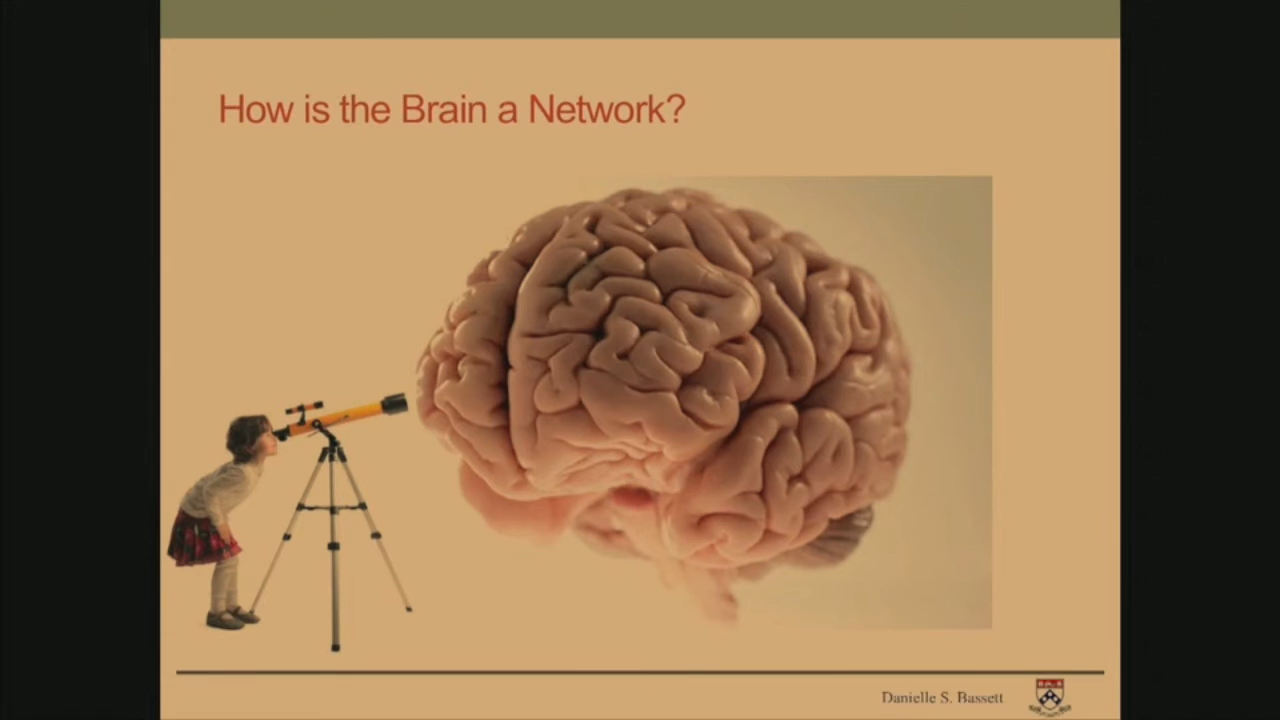 How is the Brain a Network?
Danielle S. Bassett